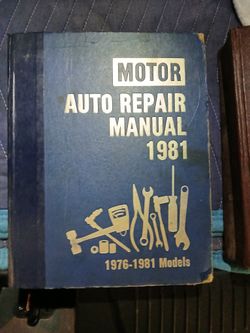 MOTOR
AUTO REPAIR
MANUAL
1981
1976-1981 Models